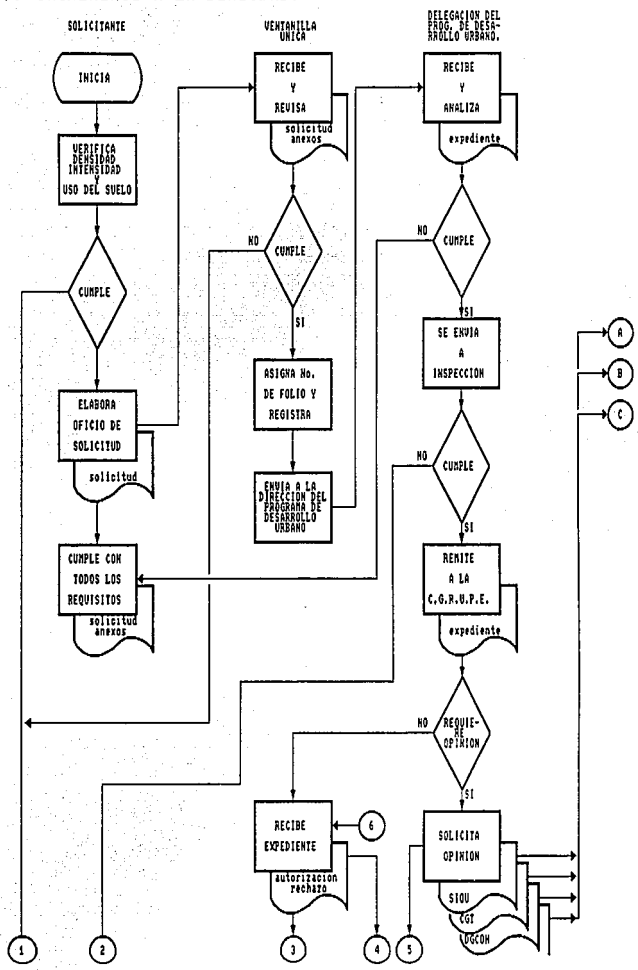 SOLICITANTE
INICIA
VERIFICA
DENSIDAD
INTENSIDAD
Y
USO DEL SUELO
CUMPLE
ELABORA
OFICIO DE
SOLICITUD
solicitud
CUMPLE CON
TODOS LOS
REQUISITOS
solicitud
anexos
1
2
VENTANILLA
UNICA
RECIBE
Y
REVISA
solicitud
anexos
NO
CUMPLE
SI
ASIGNA No.
DE FOLIO Y
REGISTRA
ENVIA A LA
DIRECCION DEL
PROGRAMA DE
DESARROLLO
URBANO
RECIBE
EXPEDIENTE
autorizacion
rechazo
6
3
4
DELEGACION DEL
PROG. DE DESA-
RROLLO URBANO.
RECIBE
Y
ANALIZA
expediente
NO
CUMPLE
SI
SE ENVIA
A
INSPECCION
NO
CUMPLE
SI
REMITE
A LA
C.G.R.U.P.E.
expediente
NO
REQUIE-
RE
OPINION
SI
SOLICITA
OPINION
SIOU
CGT
DGCOH
5
A
B
C